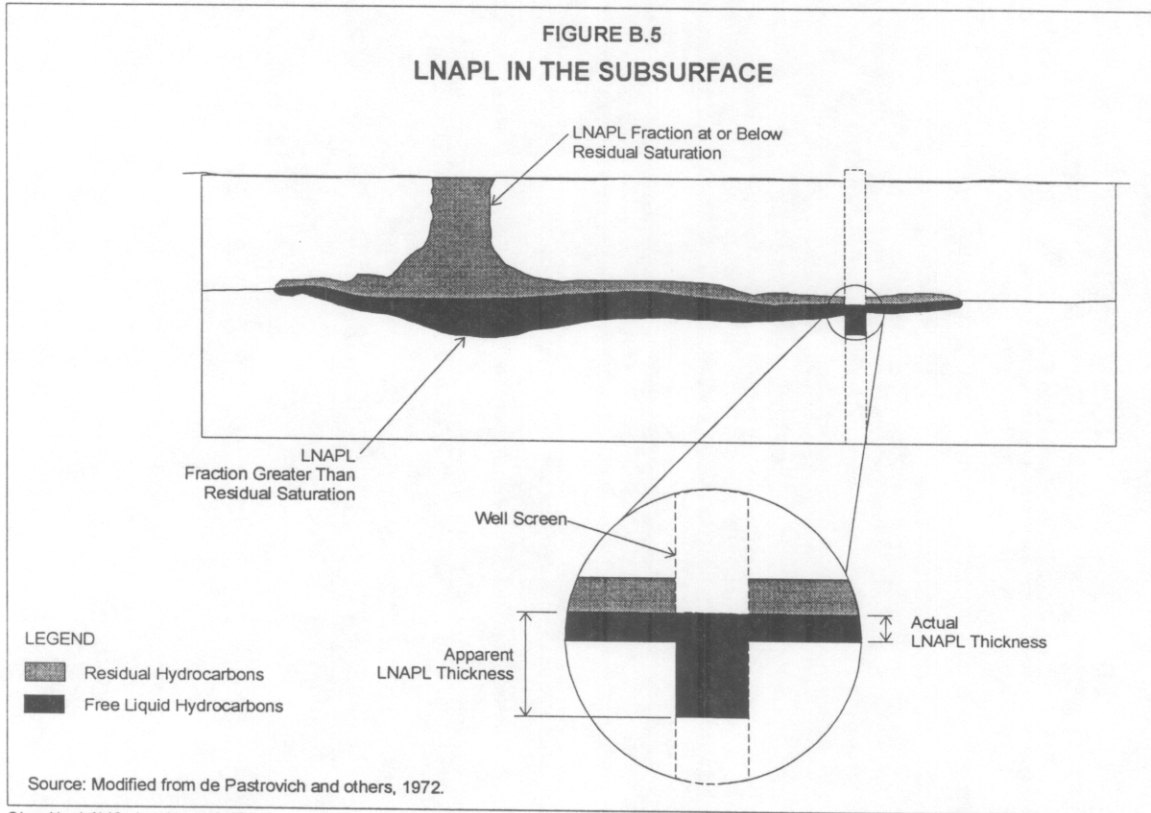 FIGURE B.5
LNAPL IN THE SUBSURFACE
LNAPL Fraction at or Below
Residual Saturation
LNAPL
Fraction Greater Than
Residual Saturation
Well Screen
Apparent
LNAPL Thickness
Actual
LNAPL Thickness
LEGEND
Residual Hydrocarbons
Free Liquid Hydrocarbons
Source: Modified from de Pastrovich and others, 1972.